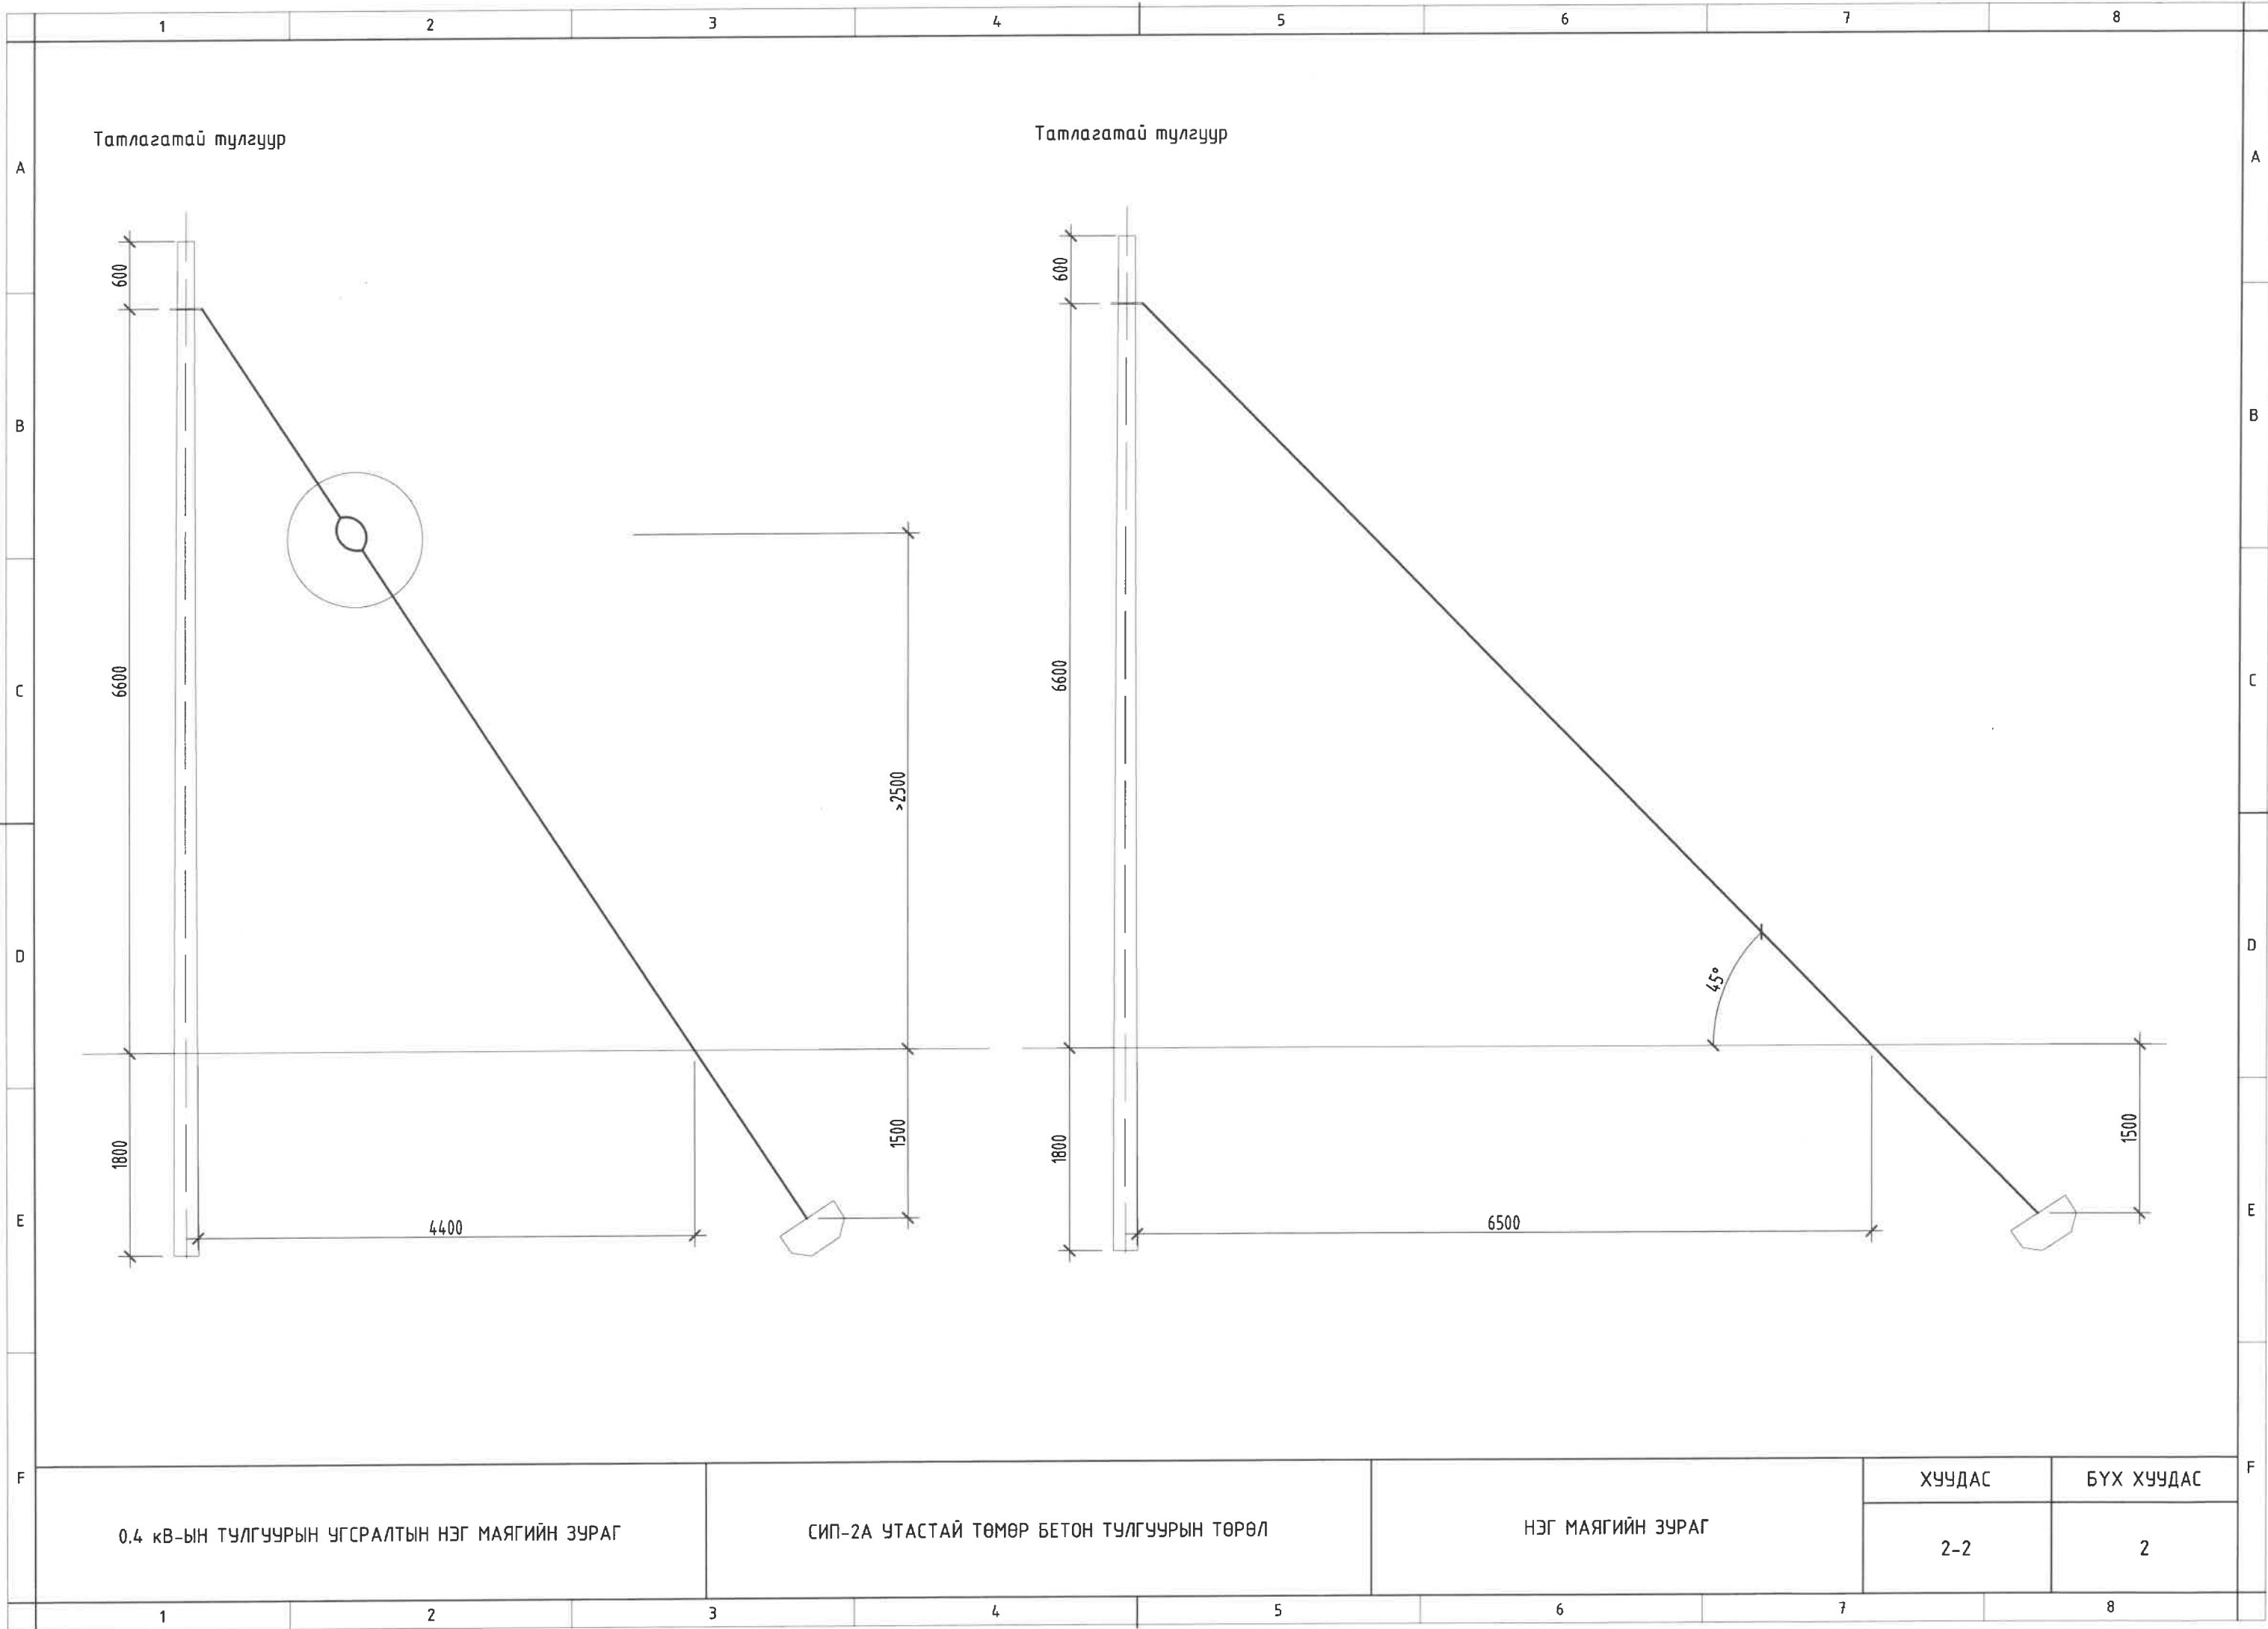 1 2 3 4 5 6 7 8
Татлагатай тулгуур
Татлагатай тулгуур
A A
600
600
B B
6600
6600
C C
>2500
D D
45°
1800
1500
1800
1500
4400
6500
E E
F F
0.4 кВ-ЫН ТУЛГУУРЫН УГСРАЛТЫН НЭГ МАЯГИЙН ЗУРАГ
СИП-2А УТАСТАЙ ТӨМӨР БЕТОН ТУЛГУУРЫН ТӨРӨЛ
НЭГ МАЯГИЙН ЗУРАГ
ХУУДАС
БҮХ ХУУДАС
2-2
2
1 2 3 4 5 6 7 8